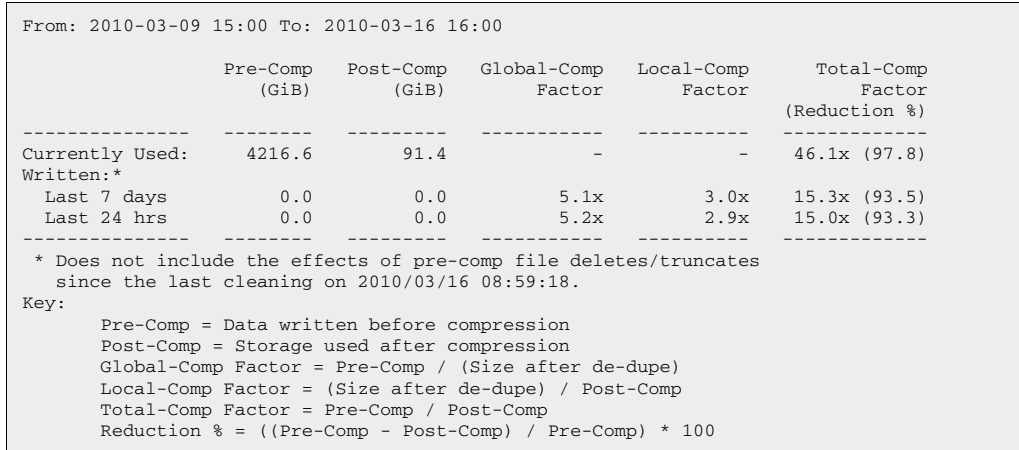 From: 2010-03-09 15:00 To: 2010-03-16 16:00
                  Pre-Comp   Post-Comp   Global-Comp   Local-Comp      Total-Comp
                     (GiB)       (GiB)        Factor       Factor          Factor
                                                                    (Reduction %)
---------------   --------   ---------   -----------   ----------   -------------
Currently Used:     4216.6        91.4             -            -    46.1x (97.8)
Written:*
  Last 7 days          0.0         0.0          5.1x         3.0x    15.3x (93.5)
  Last 24 hrs          0.0         0.0          5.2x         2.9x    15.0x (93.3)
---------------   --------   ---------   -----------   ----------   -------------
 * Does not include the effects of pre-comp file deletes/truncates
   since the last cleaning on 2010/03/16 08:59:18.
Key:
       Pre-Comp = Data written before compression
       Post-Comp = Storage used after compression
       Global-Comp Factor = Pre-Comp / (Size after de-dupe)
       Local-Comp Factor = (Size after de-dupe) / Post-Comp
       Total-Comp Factor = Pre-Comp / Post-Comp
       Reduction % = ((Pre-Comp - Post-Comp) / Pre-Comp) * 100